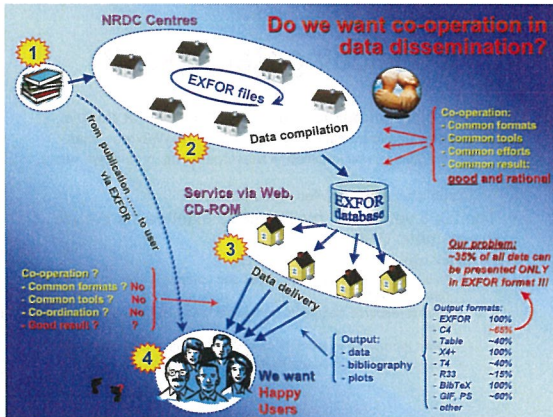 NRDC Centres
Do we want co-operation in
data dissemination?
1
EXFOR files
Data compilation
2
from publication ...... to user
via EXFOR
Co-operation:
- Common formats
- Common tools
- Common efforts
- Common result:
good and rational
Service via Web,
CD-ROM
EXFOR
database
3
Data delivery
Our problem:
~35% of all data can
be presented ONLY
in EXFOR format !!!
Co-operation ?
- Common formats ? No
- Common tools ? No
- Co-ordination ? No
- Good result ? ?
4
We want
Happy
Users
Output:
- data
- bibliography
- plots
Output formats:
- EXFOR 100%
- C4 ~65%
- Table ~40%
- X4+ 100%
- T4 ~40%
- R33 ~15%
- BibTeX 100%
- GIF, PS ~60%
- other